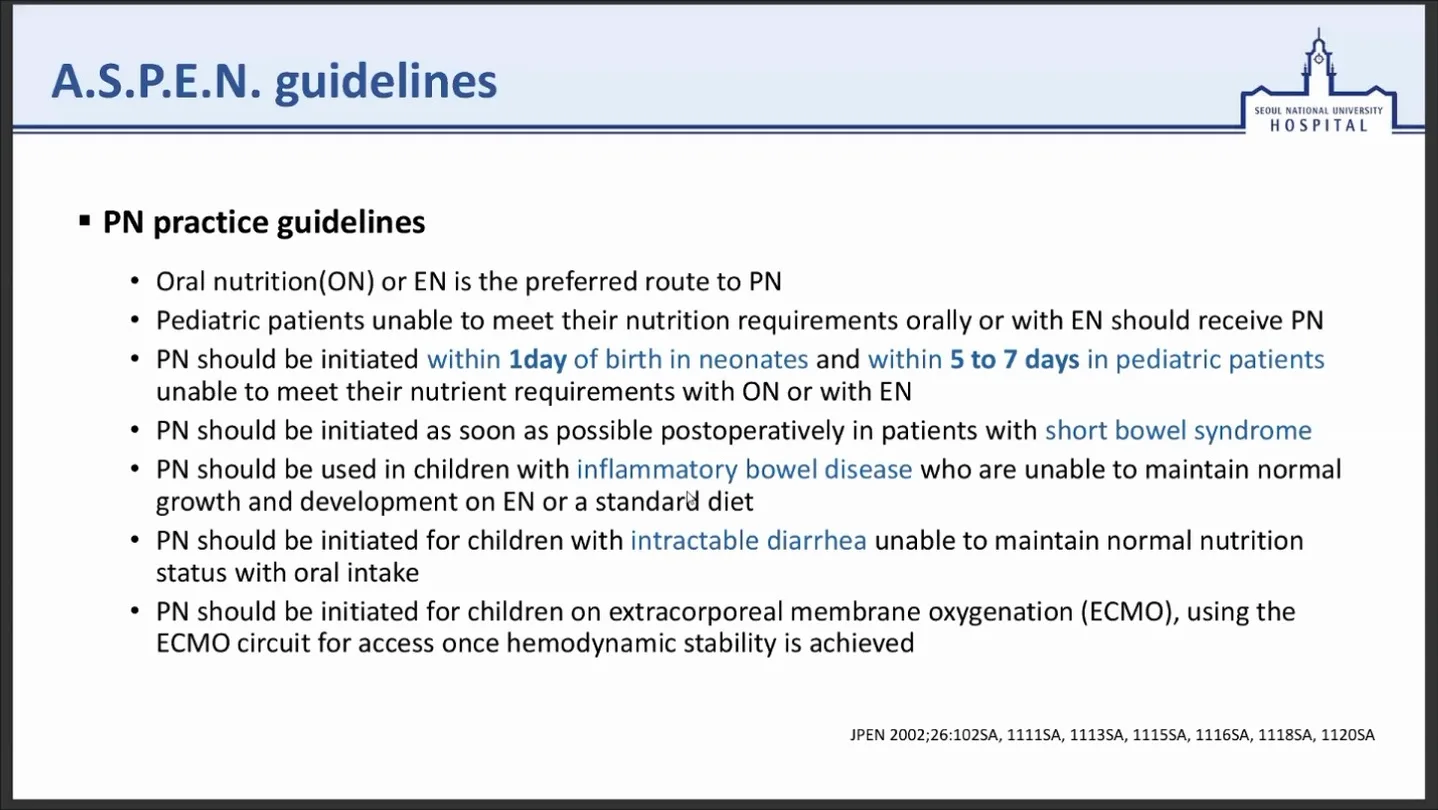 A.S.P.E.N. guidelines
SEOUL NATIONAL UNIVERSITY
HOSPITAL
▪ PN practice guidelines
• Oral nutrition(ON) or EN is the preferred route to PN
• Pediatric patients unable to meet their nutrition requirements orally or with EN should receive PN
• PN should be initiated within 1day of birth in neonates and within 5 to 7 days in pediatric patients
unable to meet their nutrient requirements with ON or with EN
• PN should be initiated as soon as possible postoperatively in patients with short bowel syndrome
• PN should be used in children with inflammatory bowel disease who are unable to maintain normal
growth and development on EN or a standard diet
• PN should be initiated for children with intractable diarrhea unable to maintain normal nutrition
status with oral intake
• PN should be initiated for children on extracorporeal membrane oxygenation (ECMO), using the
ECMO circuit for access once hemodynamic stability is achieved
JPEN 2002;26:102SA, 1111SA, 1113SA, 1115SA, 1116SA, 1118SA, 1120SA